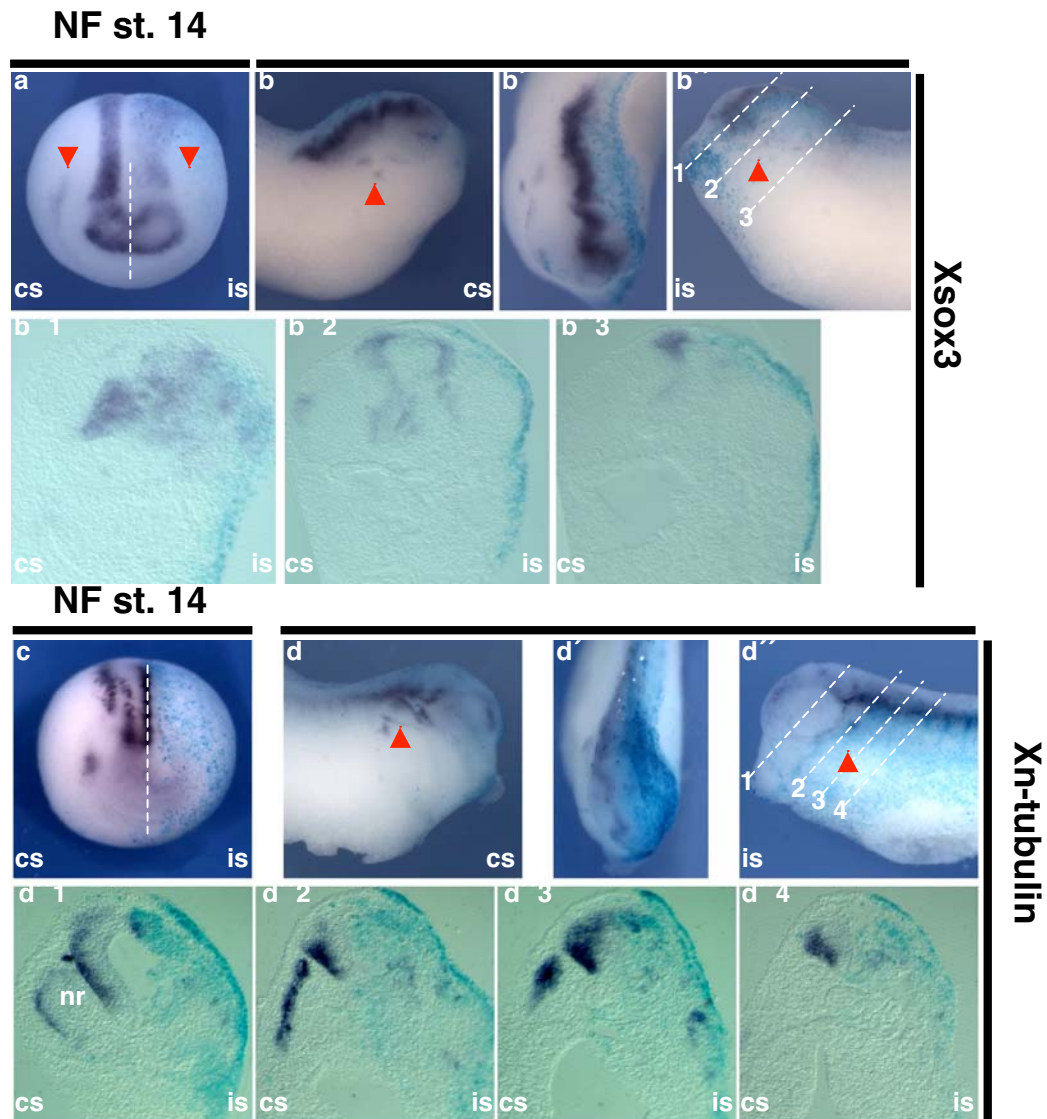 NF st. 14
a
b
b'
b''
1
2
3
cs
is
cs
is
Xsox3
b''1
b''2
b''3
cs
is
cs
is
cs
is
NF st. 14
c
d
d'
d''
1
2
3
4
cs
is
cs
is
Xn-tubulin
d 1
d 2
d 3
d 4
nr
cs
is
cs
is
cs
is
cs
is